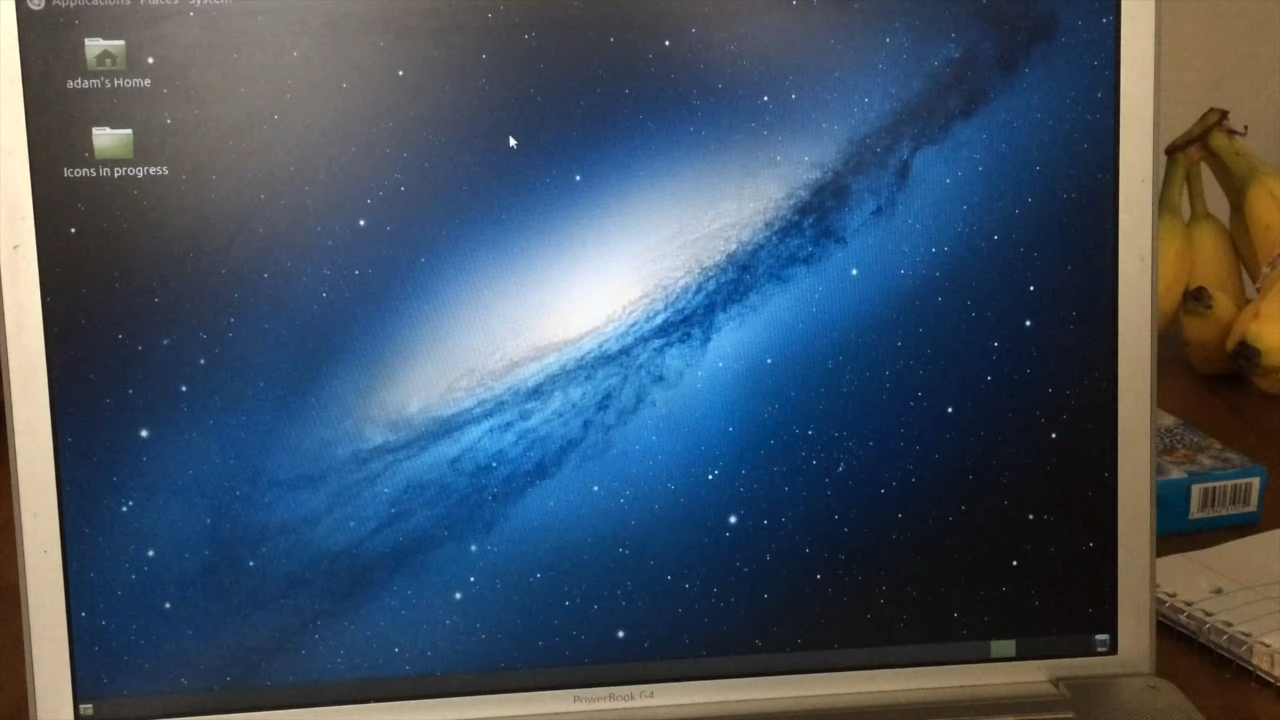 Applications Places System
adam's Home
Icons in progress
PowerBook G4